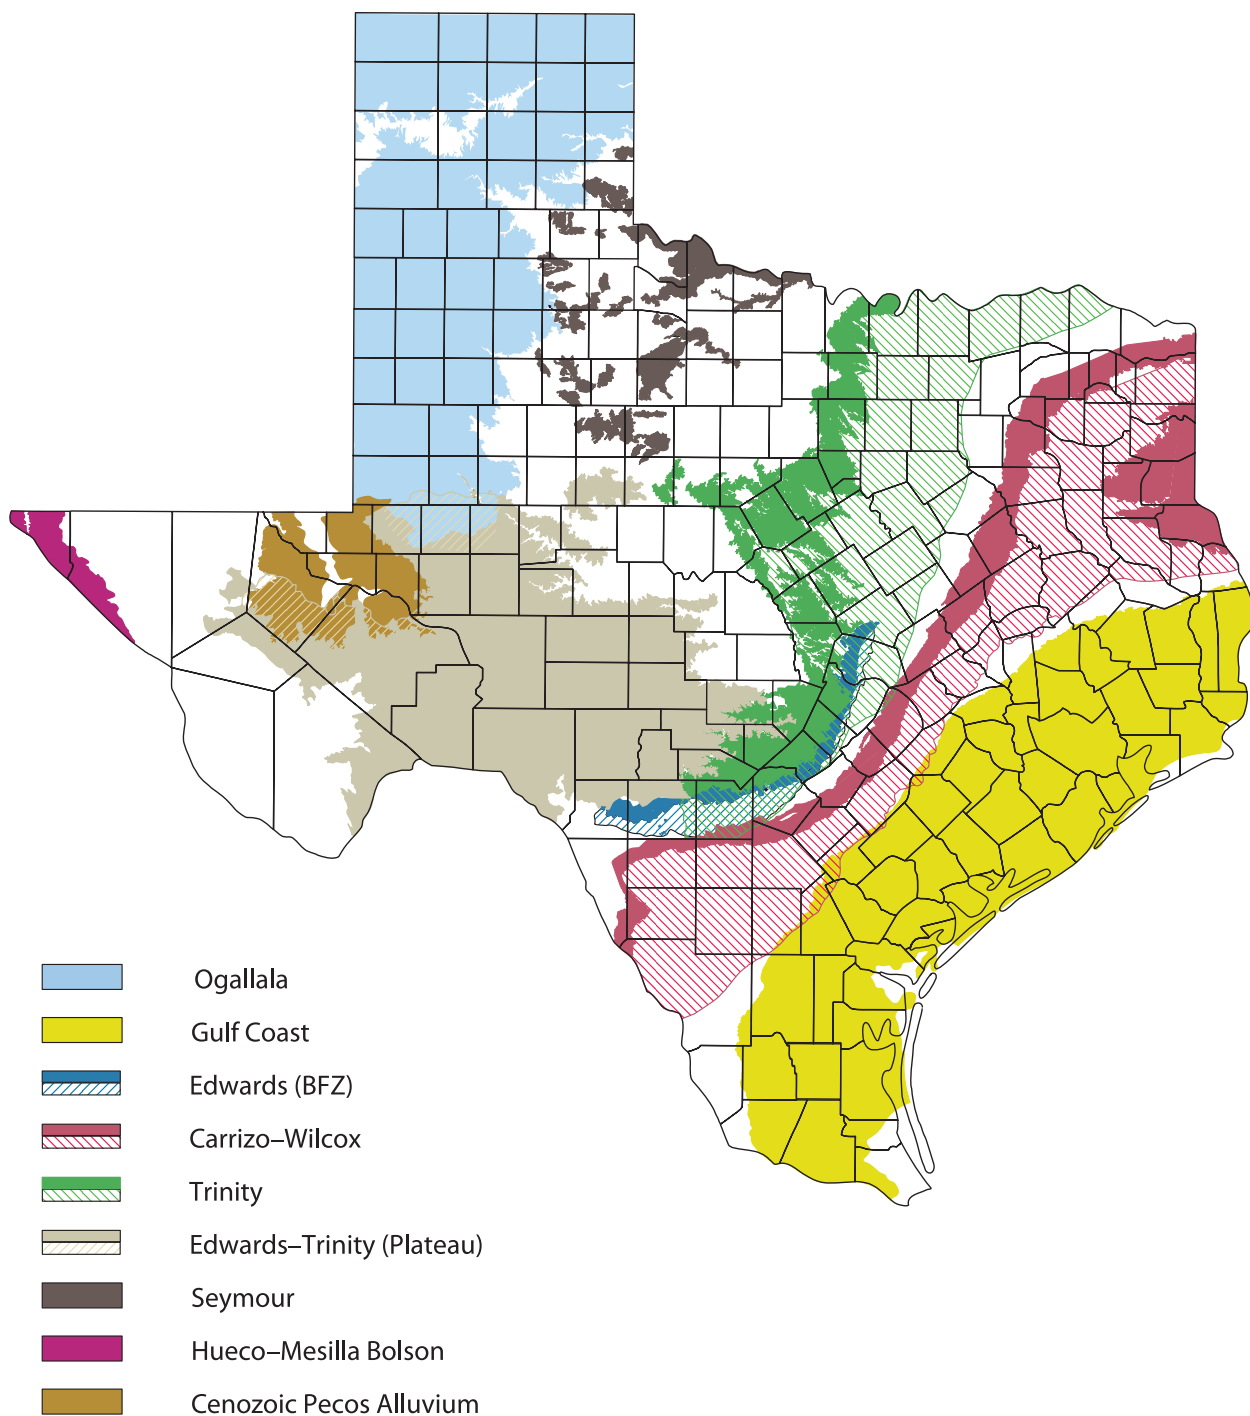 Ogallala
Gulf Coast
Edwards (BFZ)
Carrizo–Wilcox
Trinity
Edwards–Trinity (Plateau)
Seymour
Hueco–Mesilla Bolson
Cenozoic Pecos Alluvium